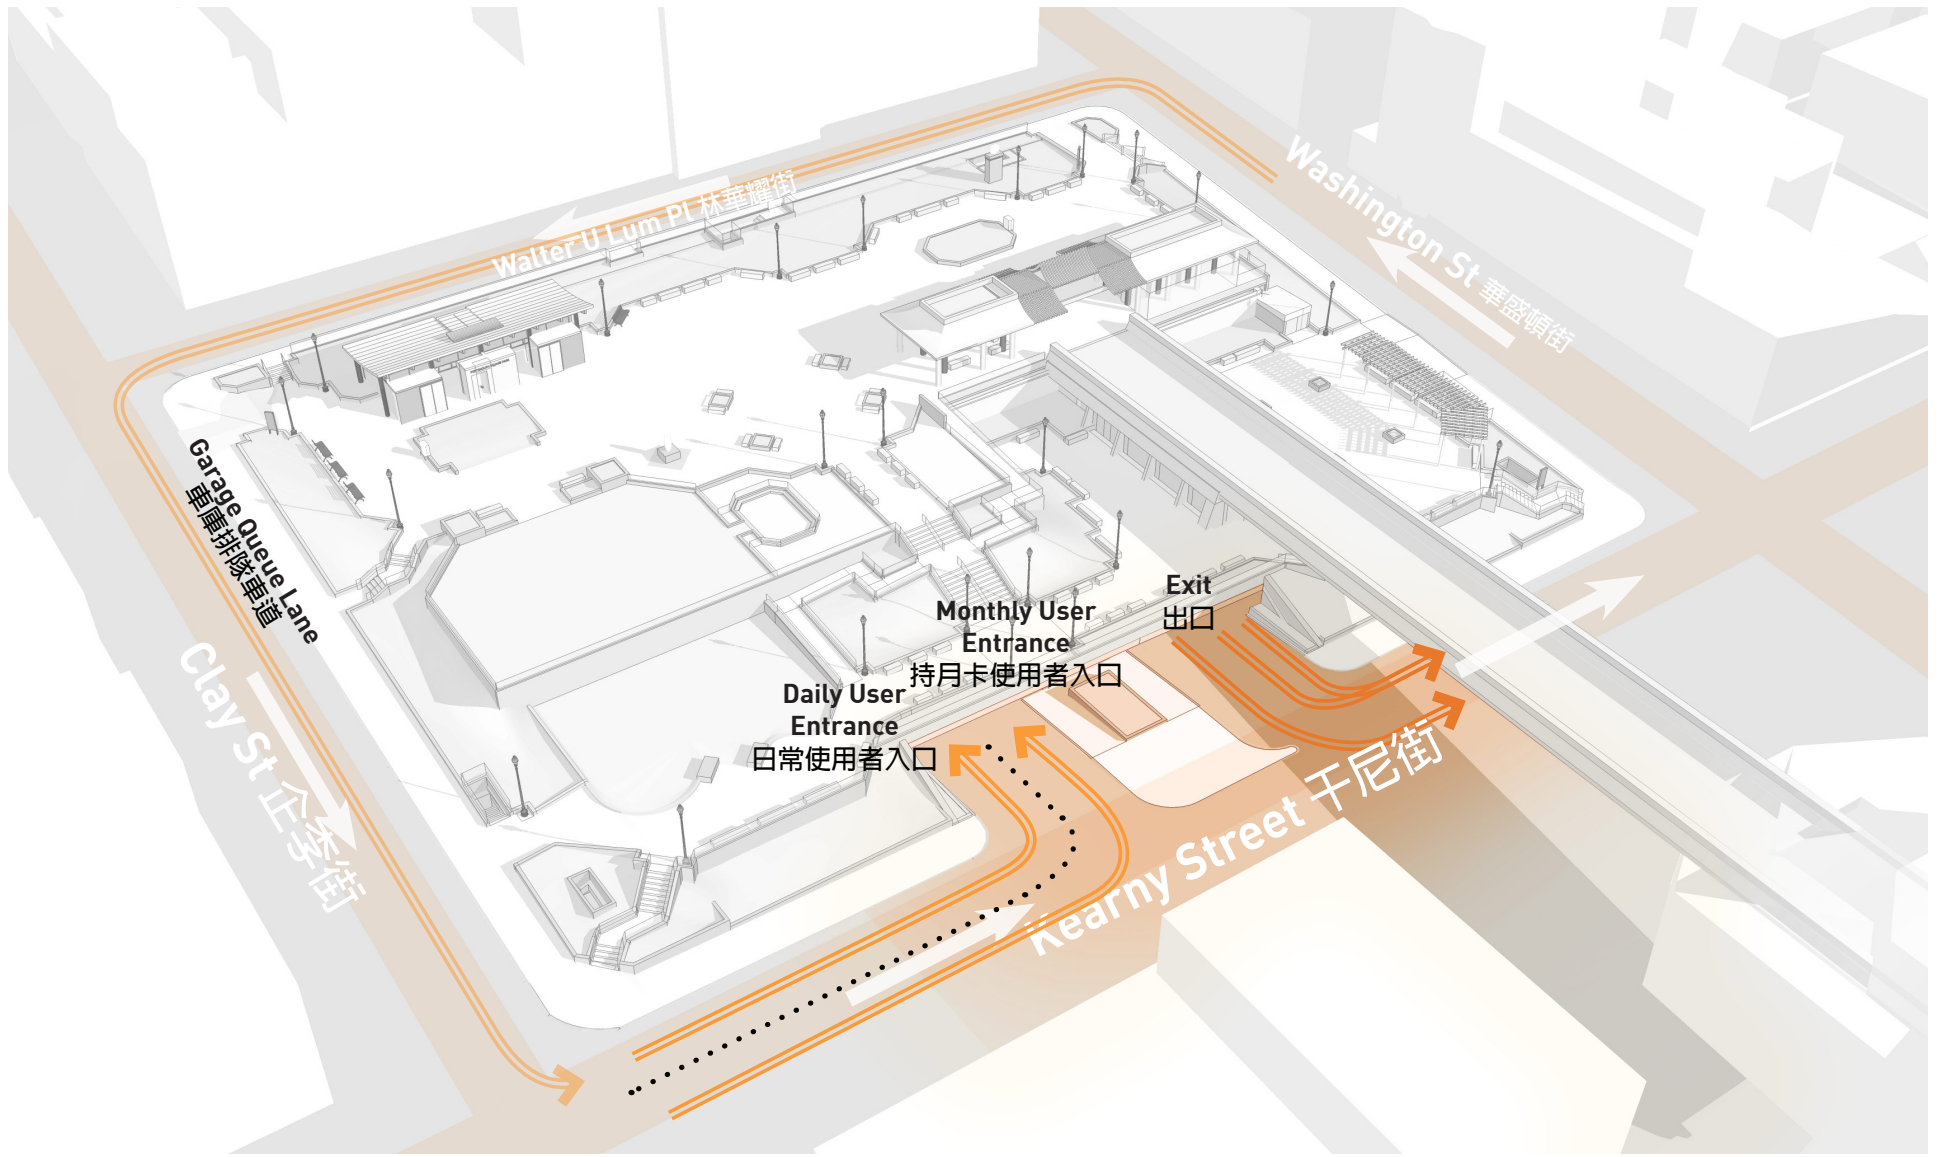 Walter U Lum Pl 林華耀街
Washington St 華盛頓街
Garage Queue Lane
車庫排隊車道
Clay St 企李街
Exit
出口
Monthly User
Entrance
持月卡使用者入口
Daily User
Entrance
日常使用者入口
Kearny Street 干尼街